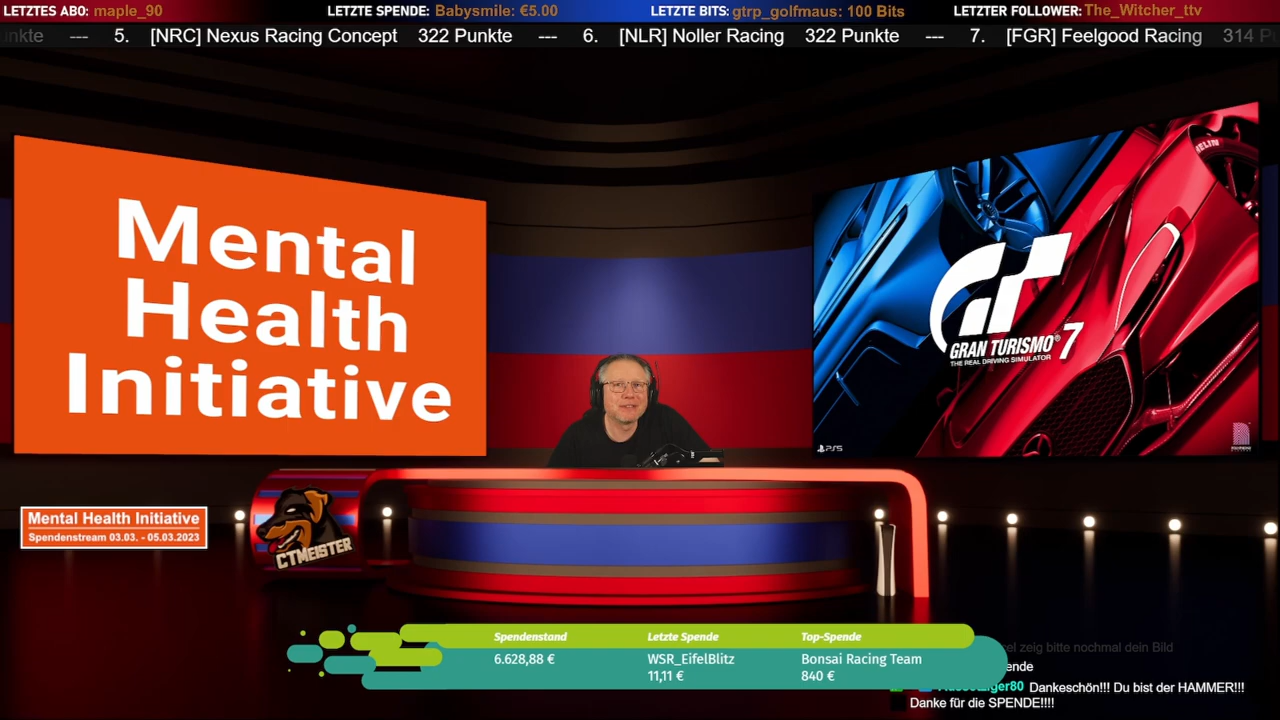 LETZTES ABO: maple_90 LETZTE SPENDE: Babysmile: €5.00 LETZTE BITS: gtrp_golfmaus: 100 Bits LETZTER FOLLOWER: The_Witcher_ttv
--- 5. [NRC] Nexus Racing Concept 322 Punkte --- 6. [NLR] Noller Racing 322 Punkte --- 7. [FGR] Feelgood Racing 314
Mental
Health
Initiative
GRAN TURISMO® 7
THE REAL DRIVING SIMULATOR
PS5
Mental Health Initiative
Spendenstream 03.03. - 05.03.2023
CTMEISTER
Spendenstand Letzte Spende Top-Spende
6.628,88 € WSR_EifelBlitz Bonsai Racing Team
11,11 € 840 €
zeig bitte nochmal dein Bild
Dankeschön!!! Du bist der HAMMER!!!
Danke für die SPENDE!!!!